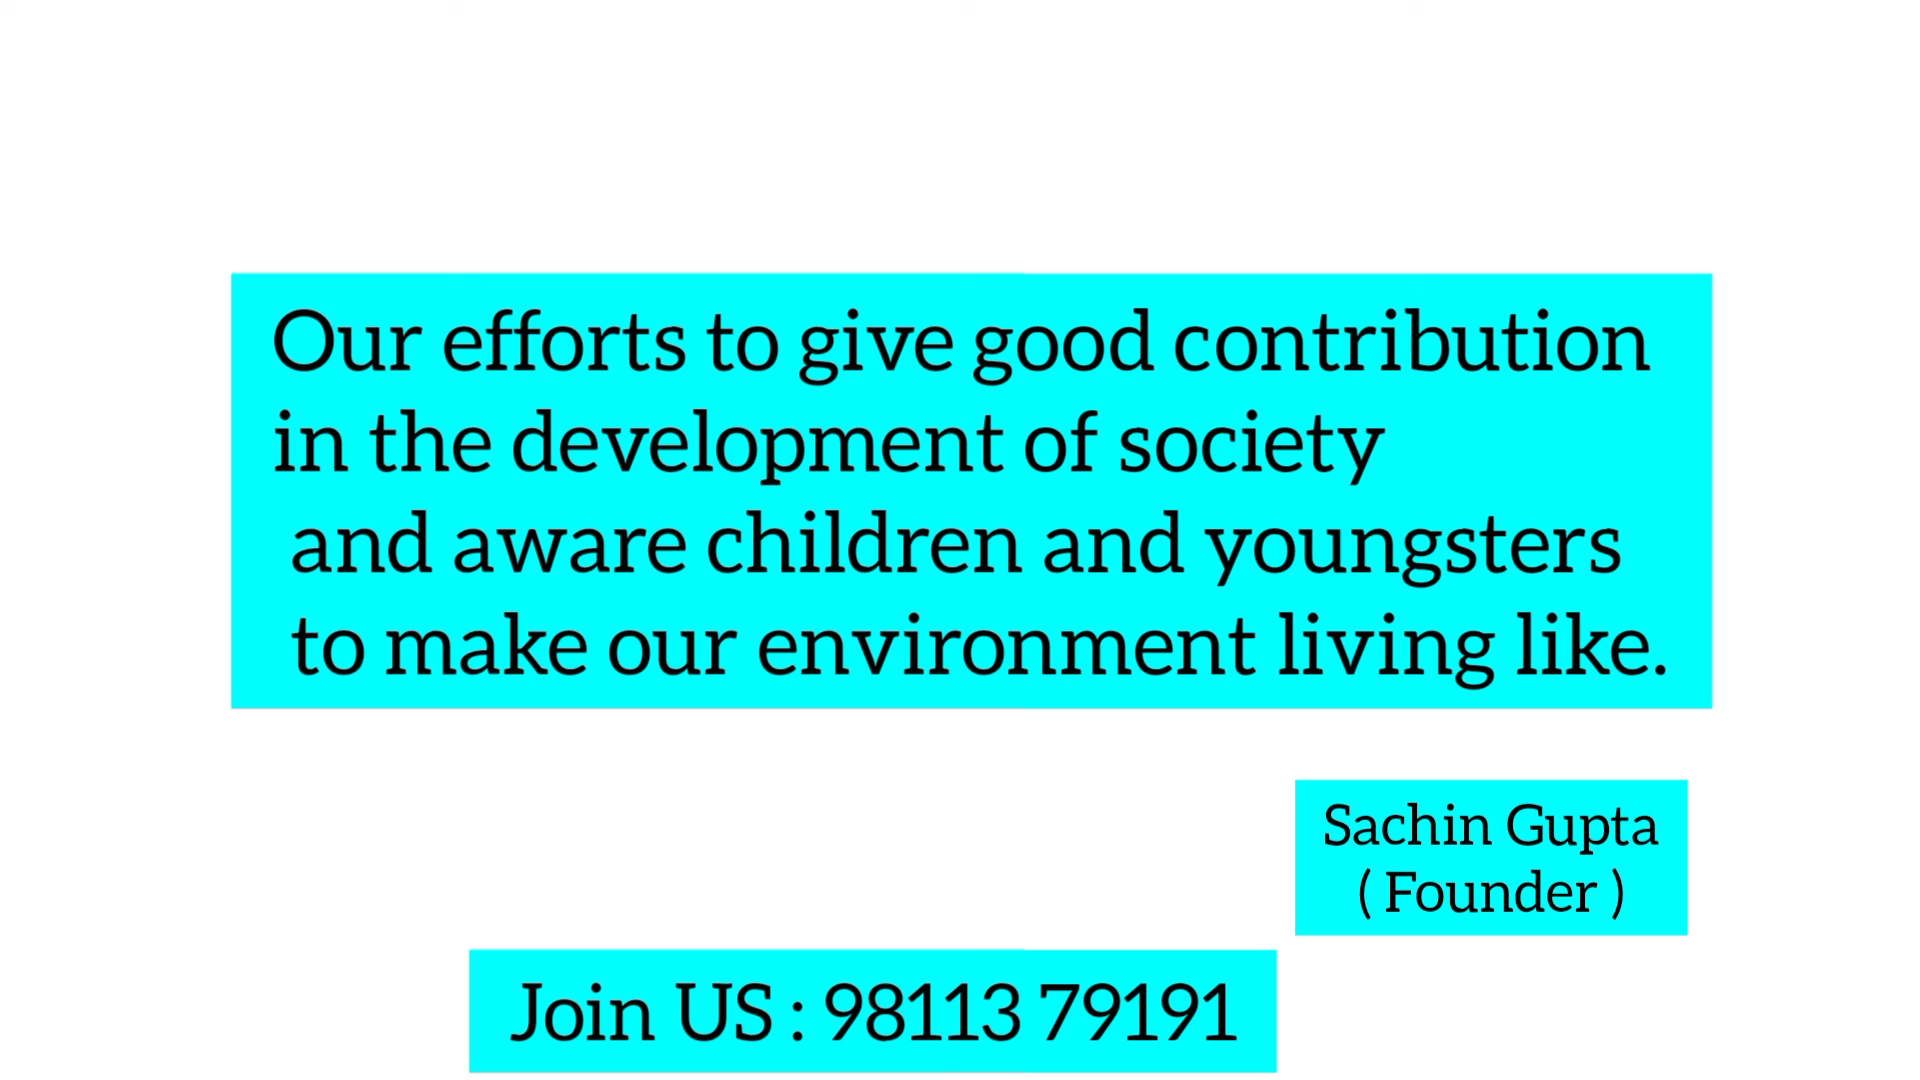 Our efforts to give good contribution
in the development of society
and aware children and youngsters
to make our environment living like.
Sachin Gupta
( Founder )
Join US : 98113 79191